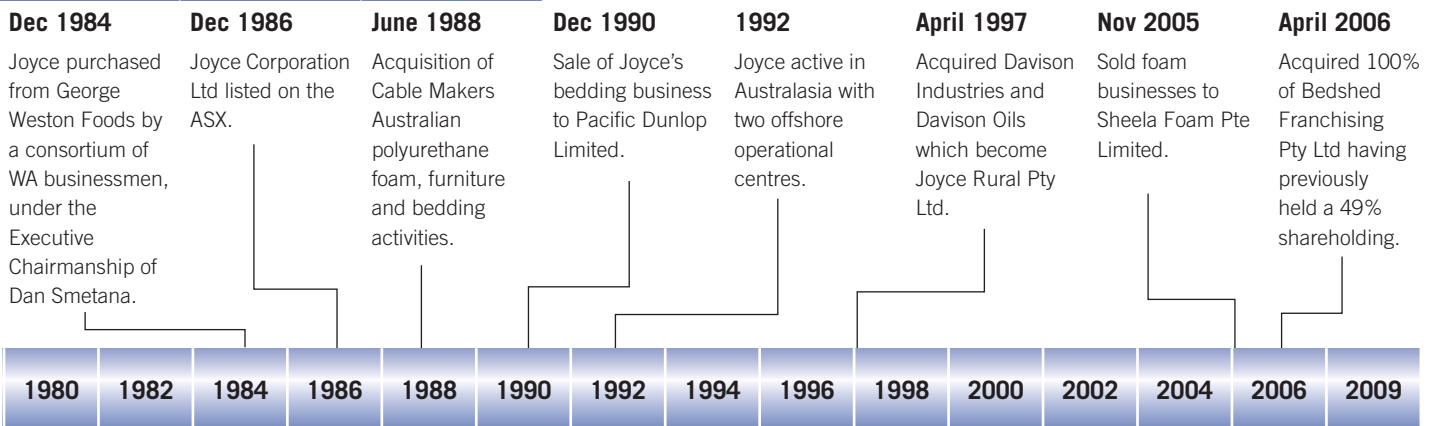 Dec 1984
Joyce purchased
from George
Weston Foods by
a consortium of
WA businessmen,
under the
Executive
Chairmanship of
Dan Smetana.
Dec 1986
Joyce Corporation
Ltd listed on the
ASX.
June 1988
Acquisition of
Cable Makers
Australian
polyurethane
foam, furniture
and bedding
activities.
Dec 1990
Sale of Joyce’s
bedding business
to Pacific Dunlop
Limited.
1992
Joyce active in
Australasia with
two offshore
operational
centres.
April 1997
Acquired Davison
Industries and
Davison Oils
which become
Joyce Rural Pty
Ltd.
Nov 2005
Sold foam
businesses to
Sheela Foam Pte
Limited.
April 2006
Acquired 100%
of Bedshed
Franchising
Pty Ltd having
previously
held a 49%
shareholding.
1980 1982 1984 1986 1988 1990 1992 1994 1996 1998 2000 2002 2004 2006 2009